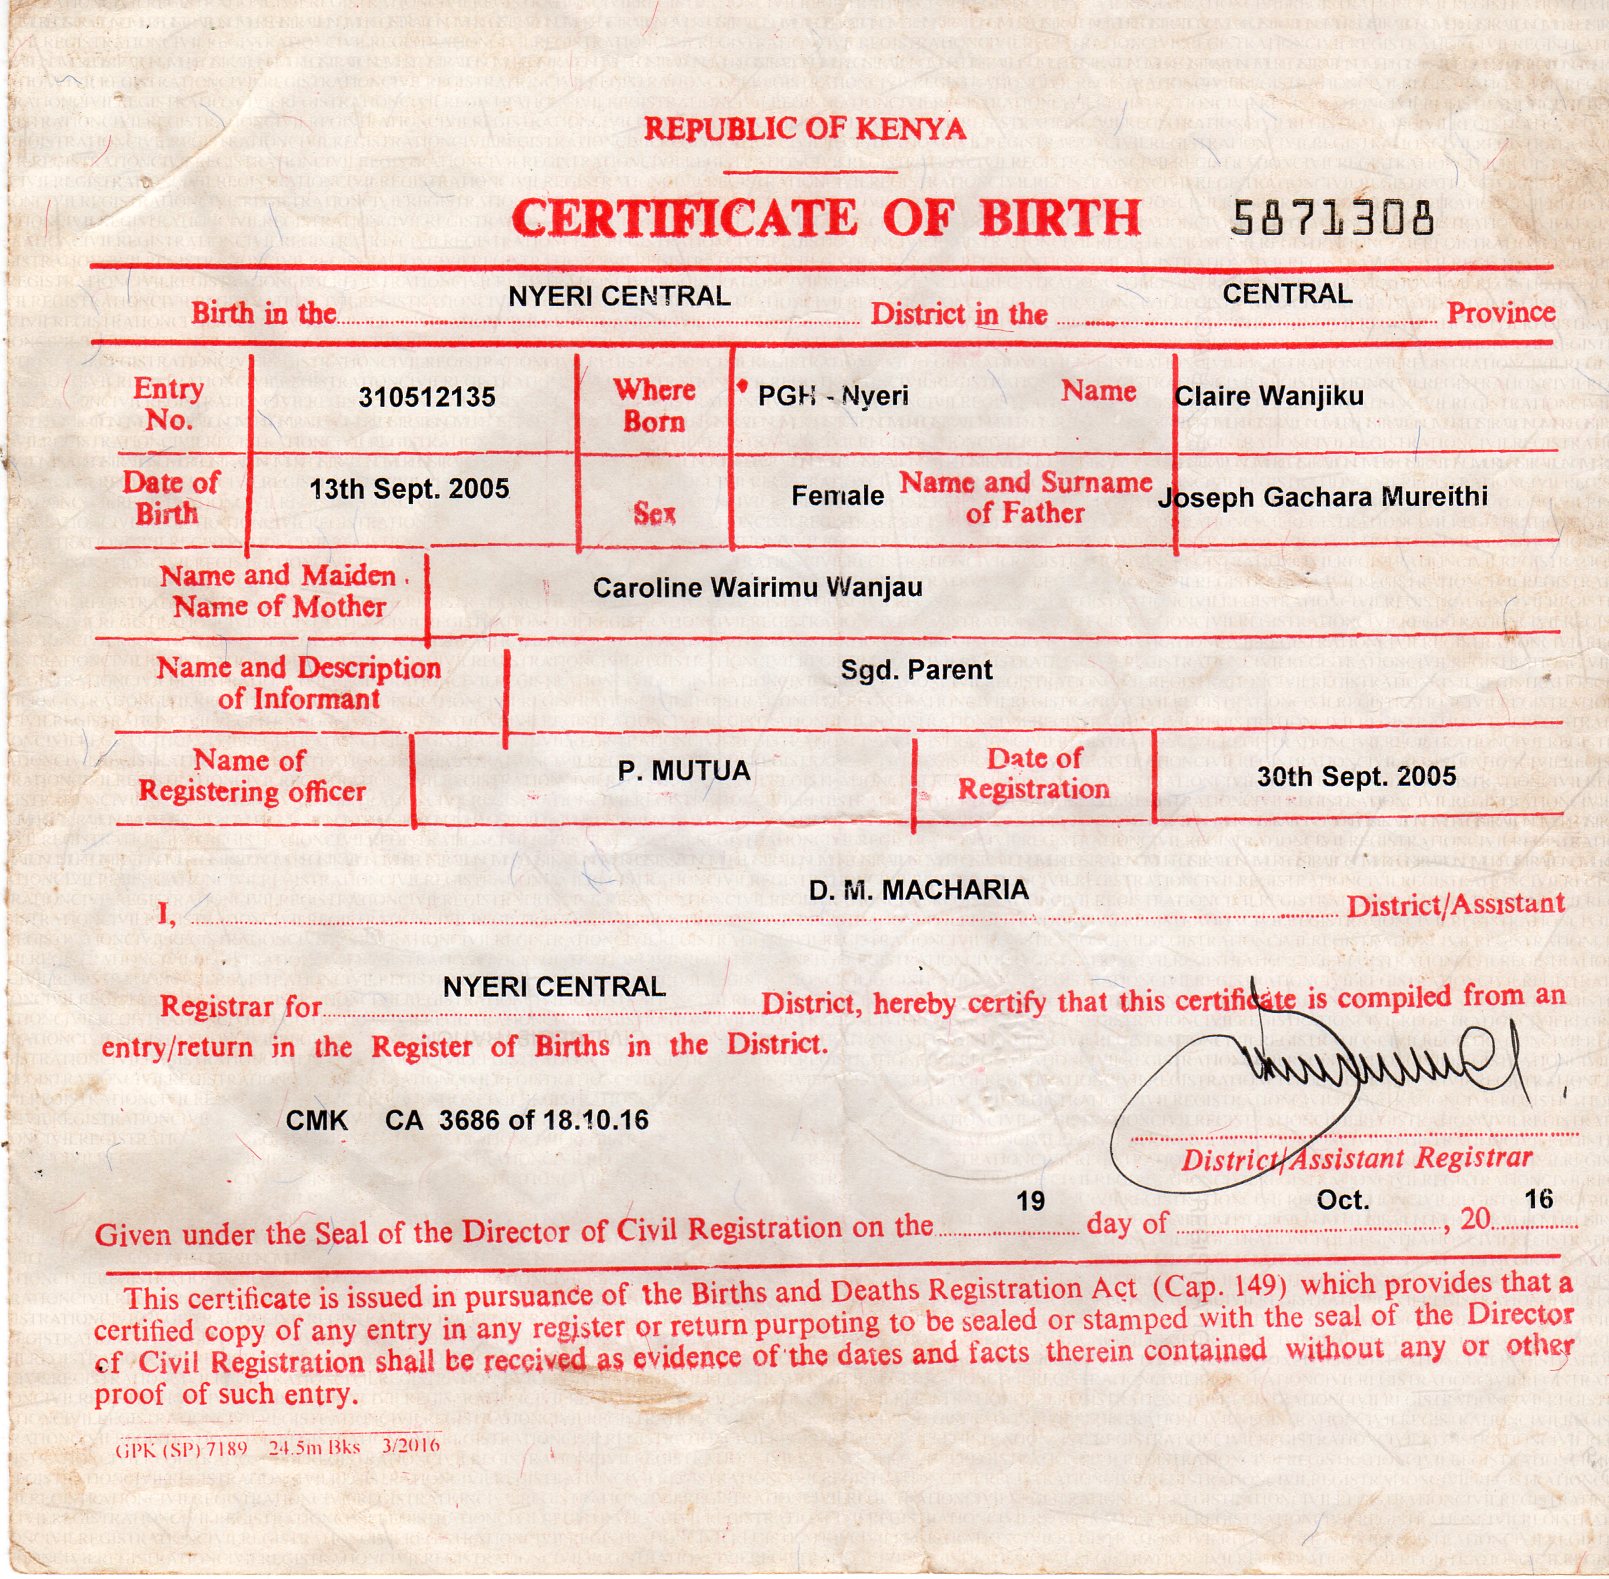 REPUBLIC OF KENYA
CERTIFICATE OF BIRTH 5871308
Birth in the NYERI CENTRAL District in the CENTRAL Province
Entry No. 310512135 Where Born PGH - Nyeri Name Claire Wanjiku
Date of Birth 13th Sept. 2005 Sex Female Name and Surname of Father Joseph Gachara Mureithi
Name and Maiden Name of Mother Caroline Wairimu Wanjau
Name and Description of Informant Sgd. Parent
Name of Registering officer P. MUTUA Date of Registration 30th Sept. 2005
I, D. M. MACHARIA District/Assistant
Registrar for NYERI CENTRAL District, hereby certify that this certificate is compiled from an
entry/return in the Register of Births in the District.
CMK CA 3686 of 18.10.16
District/Assistant Registrar
Given under the Seal of the Director of Civil Registration on the 19 day of Oct. , 20 16
This certificate is issued in pursuance of the Births and Deaths Registration Act (Cap. 149) which provides that a
certified copy of any entry in any register or return purpoting to be sealed or stamped with the seal of the Director
of Civil Registration shall be received as evidence of the dates and facts therein contained without any or other
proof of such entry.
GPK (SP) 7189 24.5m Bks 3/2016